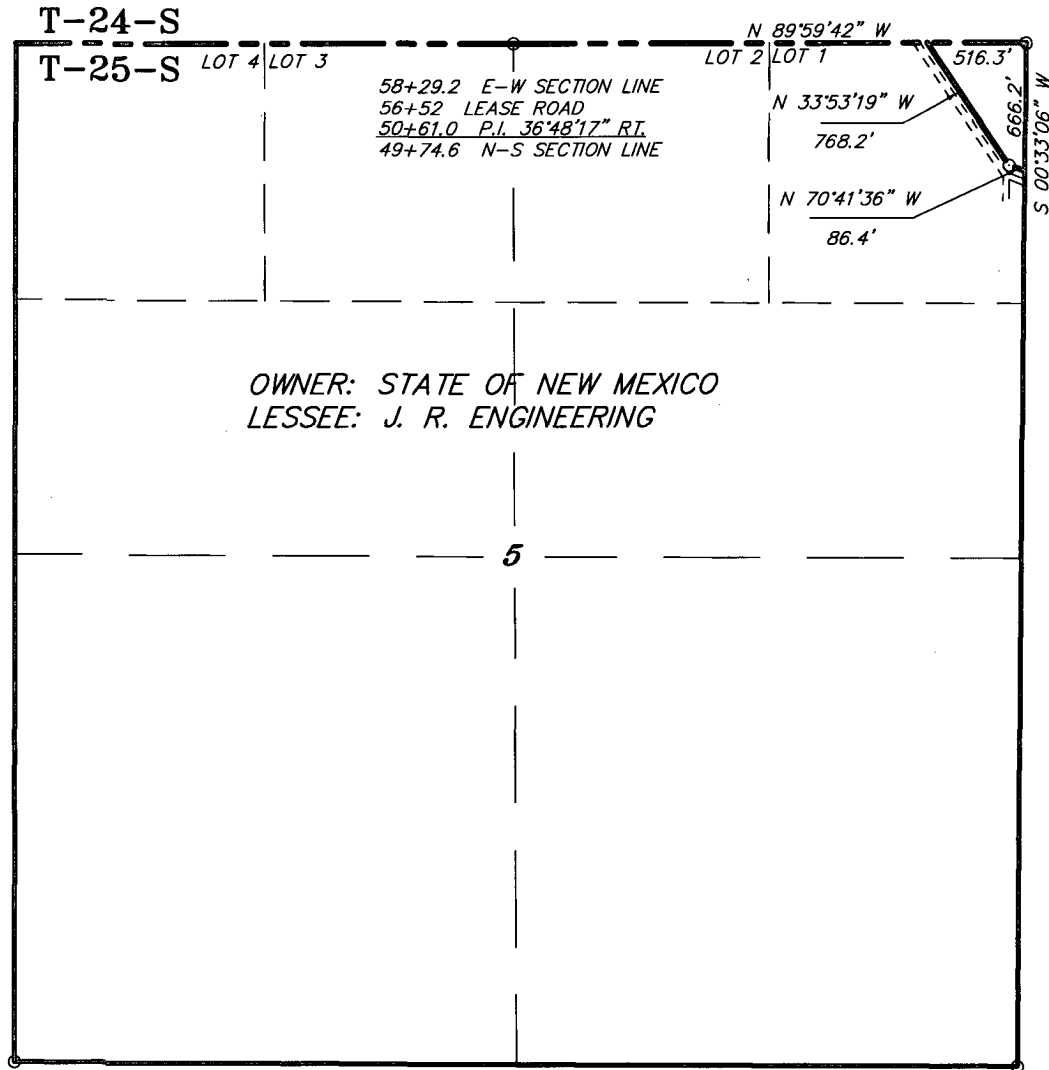 T-24-S
T-25-S
LOT 4
LOT 3
LOT 2
LOT 1
N 89°59'42" W
516.3'
58+29.2 E-W SECTION LINE
56+52 LEASE ROAD
50+61.0 P.I. 36°48'17" RT.
49+74.6 N-S SECTION LINE
N 33°53'19" W
768.2'
N 70°41'36" W
86.4'
666.2'
S 00°33'06" W
OWNER: STATE OF NEW MEXICO
LESSEE: J. R. ENGINEERING
5